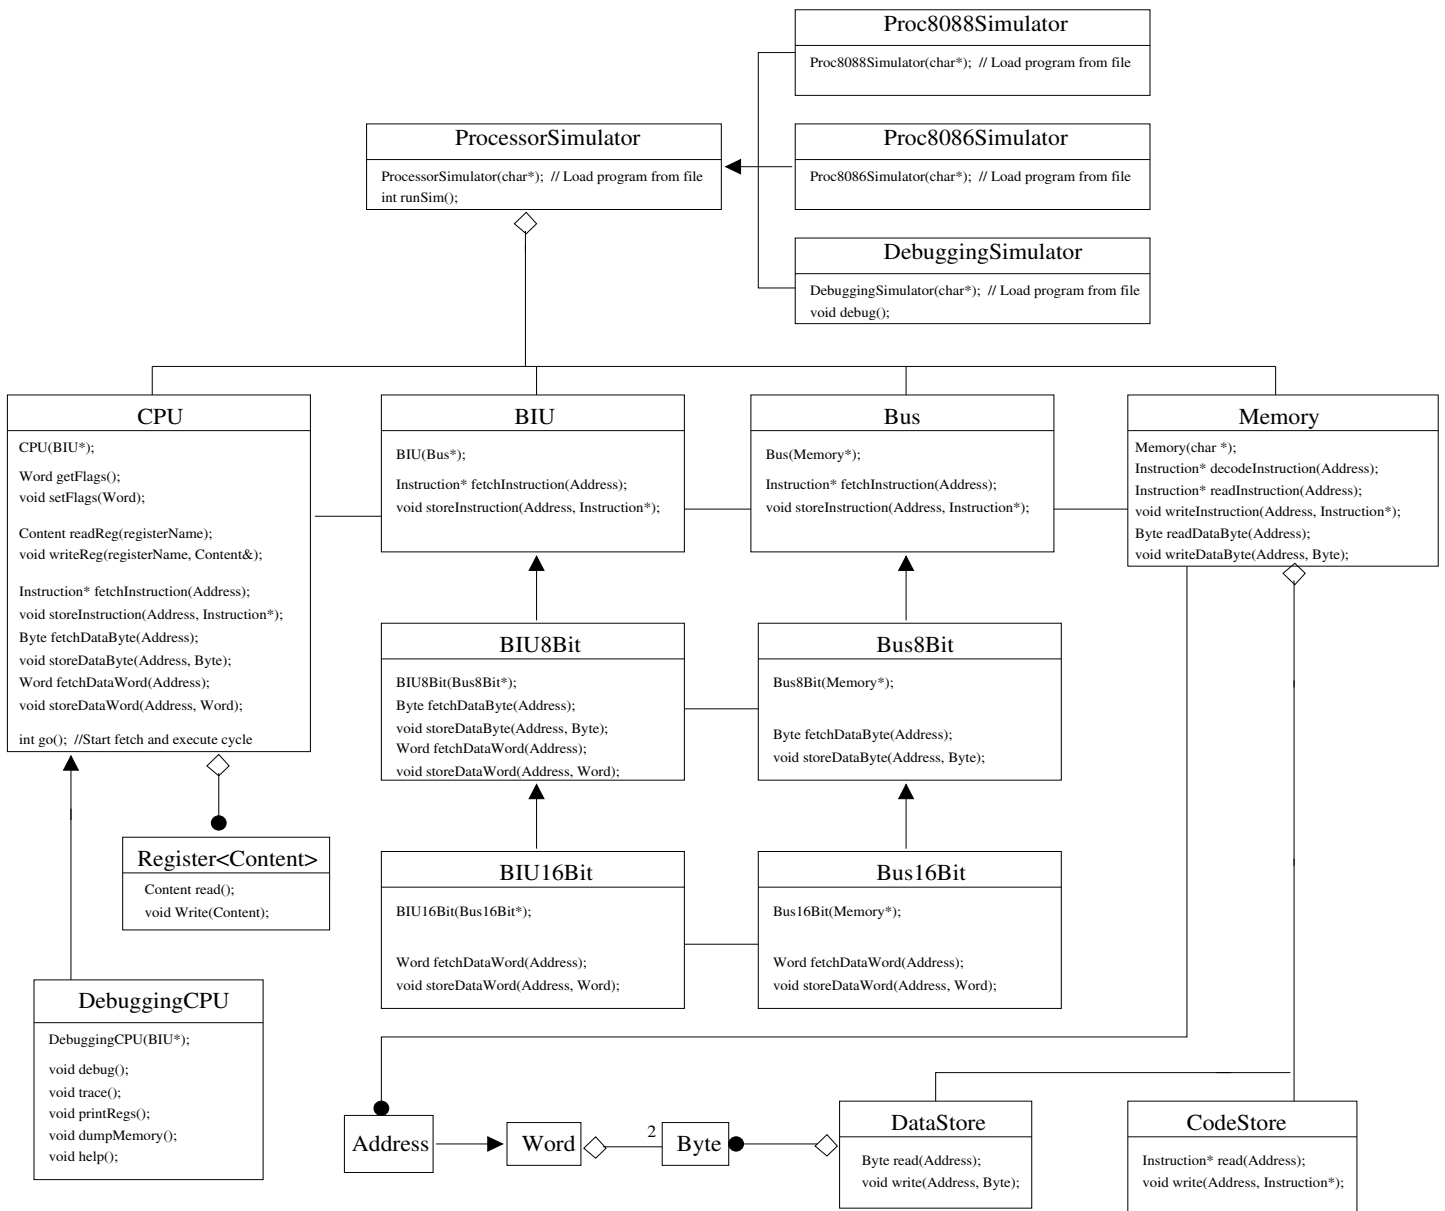 Proc8088Simulator
Proc8088Simulator(char*);  // Load program from file
ProcessorSimulator
ProcessorSimulator(char*);  // Load program from file
int runSim();
Proc8086Simulator
Proc8086Simulator(char*);  // Load program from file
DebuggingSimulator
DebuggingSimulator(char*);  // Load program from file
void debug();
CPU
CPU(BIU*);
Word getFlags();
void setFlags(Word);
Content readReg(registerName);
void writeReg(registerName, Content&);
Instruction* fetchInstruction(Address);
void storeInstruction(Address, Instruction*);
Byte fetchDataByte(Address);
void storeDataByte(Address, Byte);
Word fetchDataWord(Address);
void storeDataWord(Address, Word);
int go();  //Start fetch and execute cycle
BIU
BIU(Bus*);
Instruction* fetchInstruction(Address);
void storeInstruction(Address, Instruction*);
Bus
Bus(Memory*);
Instruction* fetchInstruction(Address);
void storeInstruction(Address, Instruction*);
Memory
Memory(char *);
Instruction* decodeInstruction(Address);
Instruction* readInstruction(Address);
void writeInstruction(Address, Instruction*);
Byte readDataByte(Address);
void writeDataByte(Address, Byte);
BIU8Bit
BIU8Bit(Bus8Bit*);
Byte fetchDataByte(Address);
void storeDataByte(Address, Byte);
Word fetchDataWord(Address);
void storeDataWord(Address, Word);
Bus8Bit
Bus8Bit(Memory*);
Byte fetchDataByte(Address);
void storeDataByte(Address, Byte);
Register<Content>
Content read();
void Write(Content);
BIU16Bit
BIU16Bit(Bus16Bit*);
Word fetchDataWord(Address);
void storeDataWord(Address, Word);
Bus16Bit
Bus16Bit(Memory*);
Word fetchDataWord(Address);
void storeDataWord(Address, Word);
DebuggingCPU
DebuggingCPU(BIU*);
void debug();
void trace();
void printRegs();
void dumpMemory();
void help();
Address
Word
2
Byte
DataStore
Byte read(Address);
void write(Address, Byte);
CodeStore
Instruction* read(Address);
void write(Address, Instruction*);